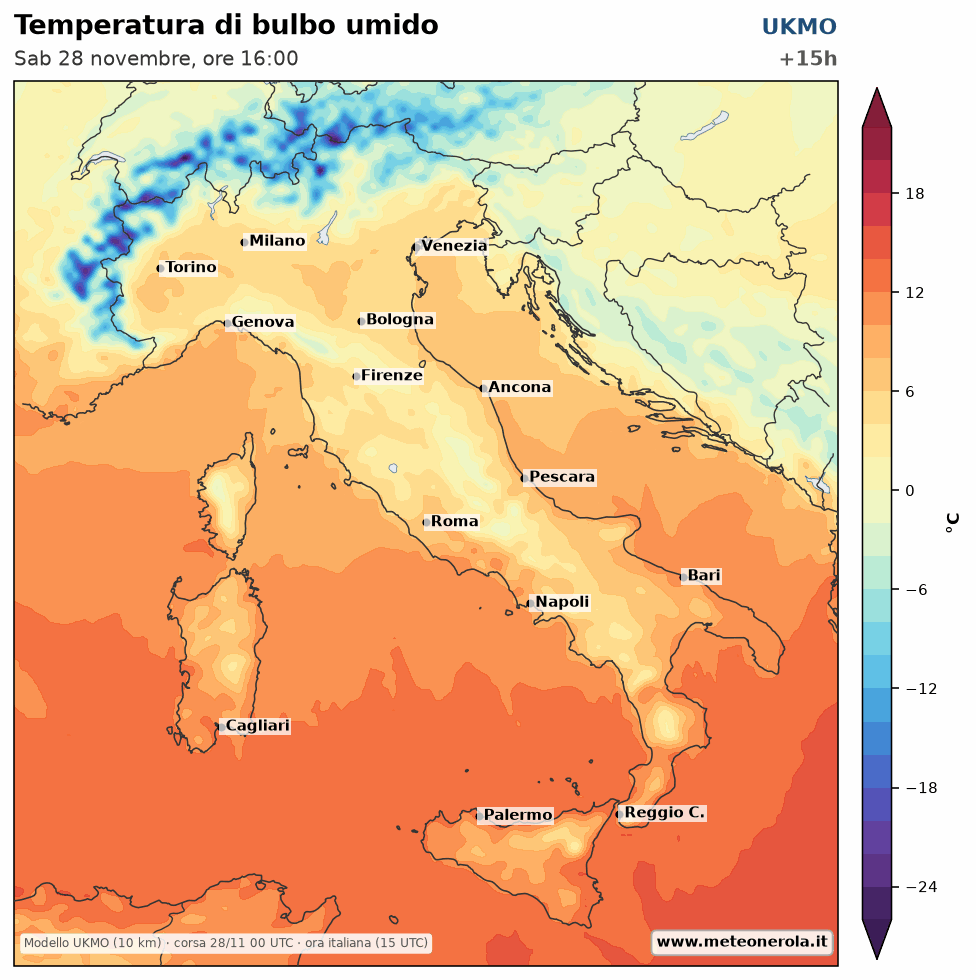 Temperatura di bulbo umido
UKMO
Sab 28 novembre, ore 16:00
+15h
Milano
Venezia
Torino
Genova
Bologna
Firenze
Ancona
Pescara
Roma
Bari
Napoli
Cagliari
Palermo
Reggio C.
18
12
6
0
−6
−12
−18
−24
°C
Modello UKMO (10 km) · corsa 28/11 00 UTC · ora italiana (15 UTC)
www.meteonerola.it